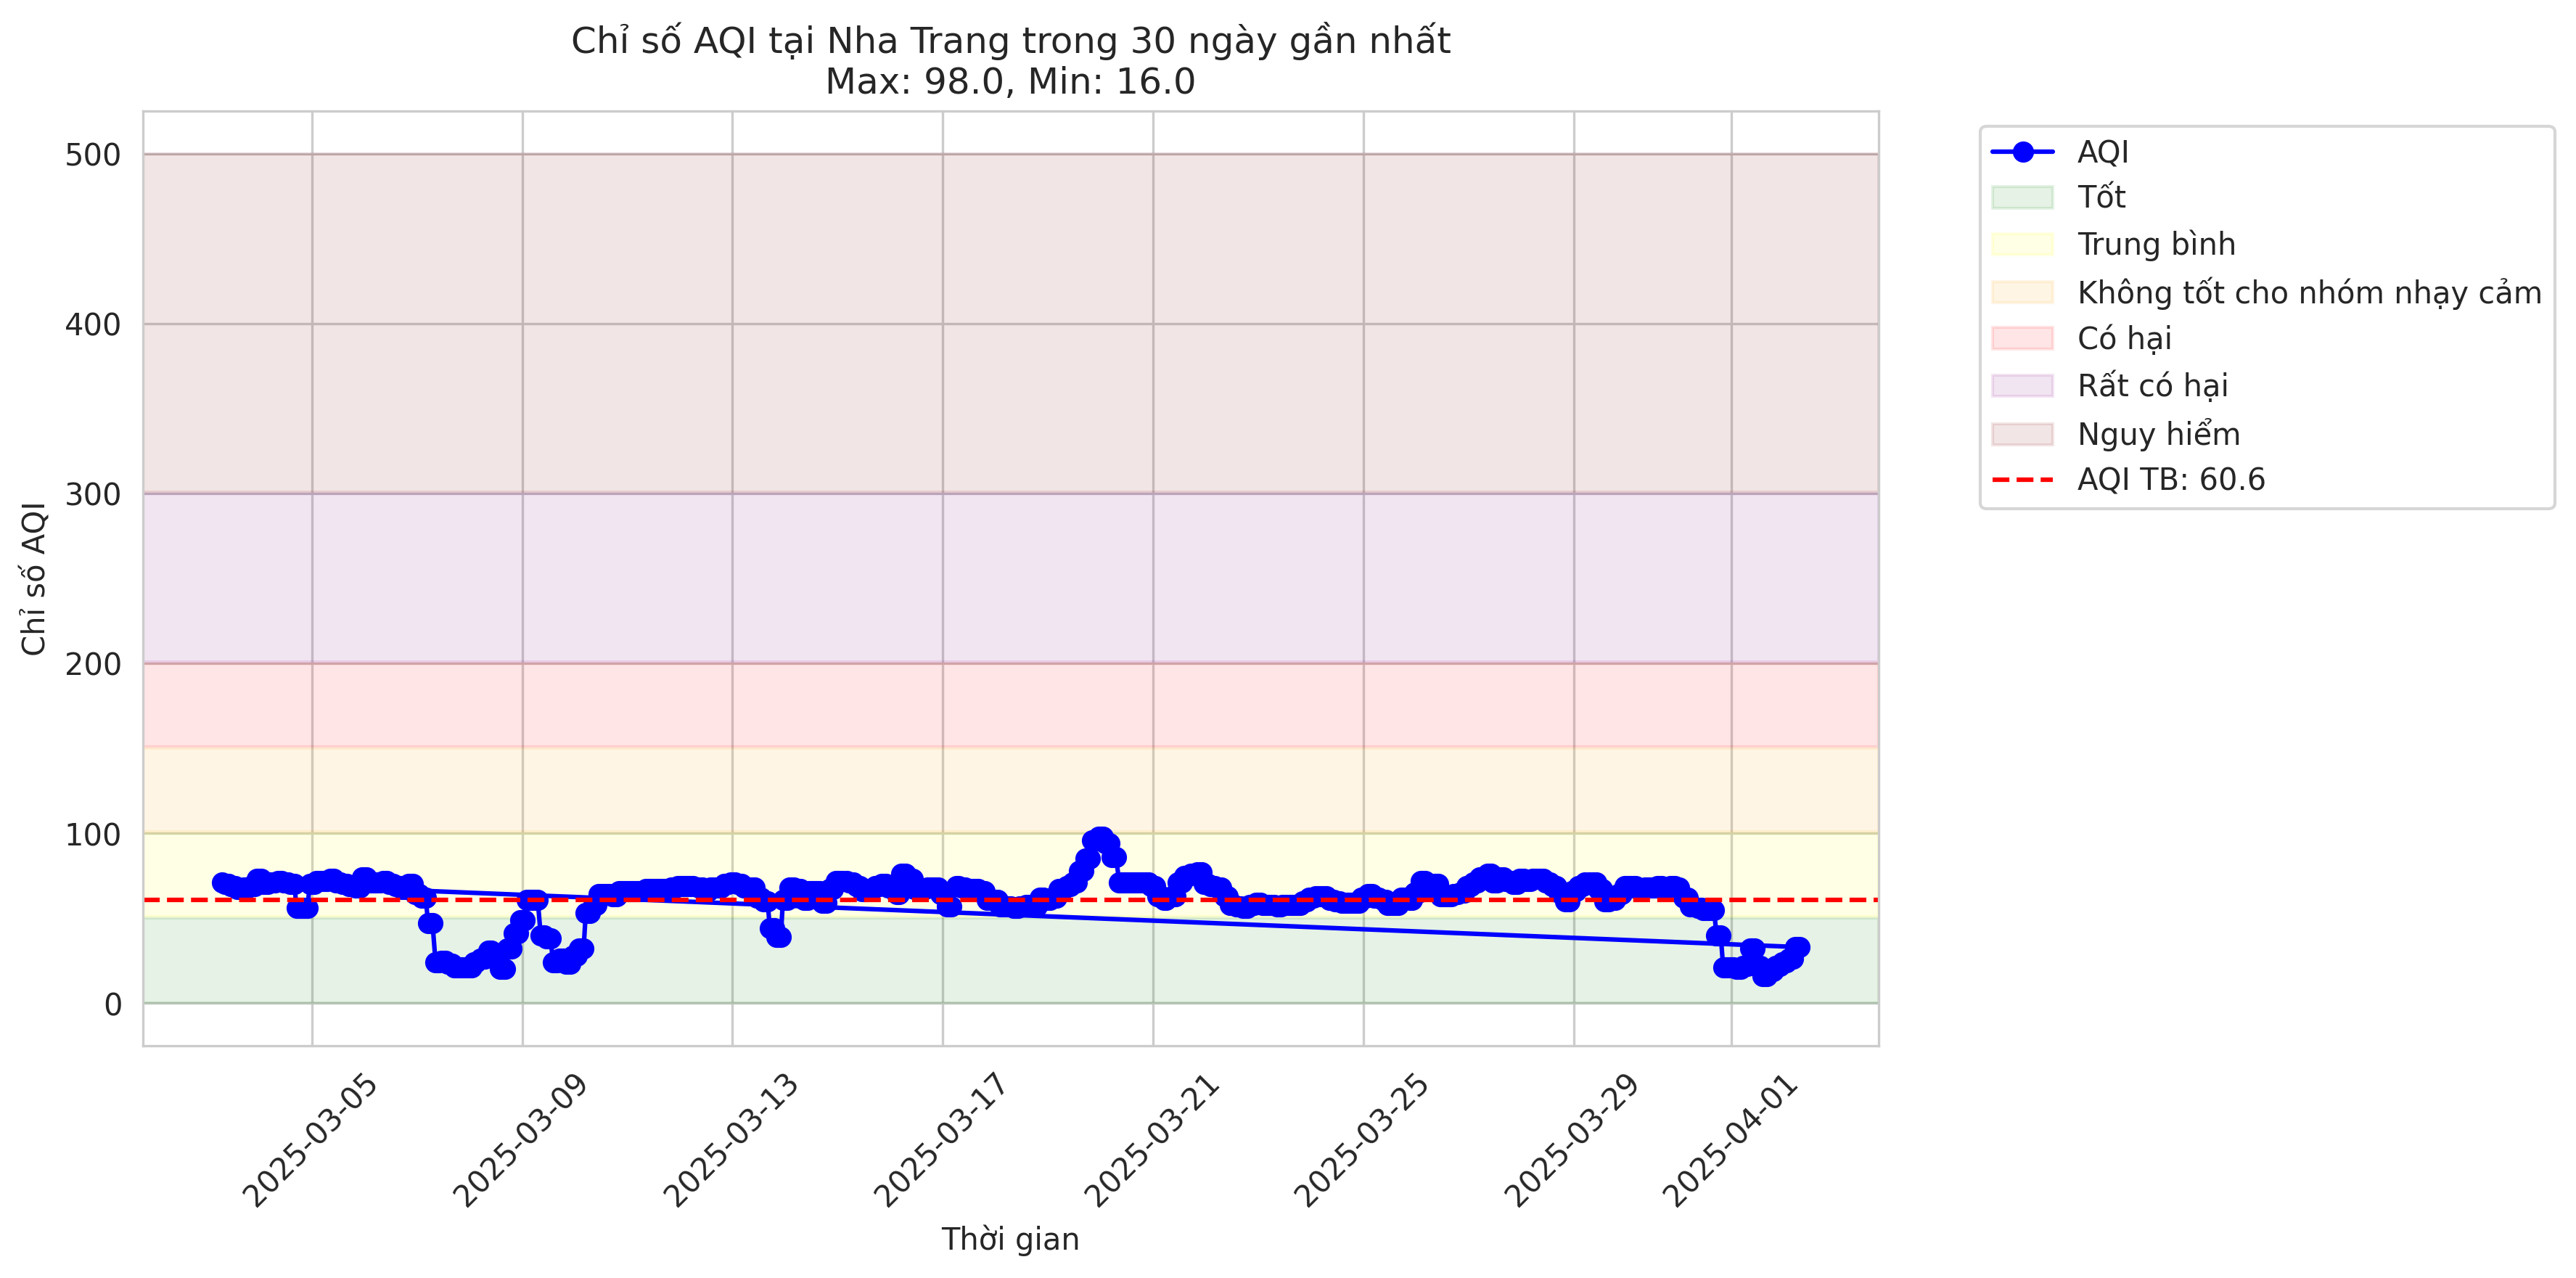 Chỉ số AQI tại Nha Trang trong 30 ngày gần nhất
Max: 98.0, Min: 16.0
Chỉ số AQI
500
400
300
200
100
0
2025-03-05
2025-03-09
2025-03-13
2025-03-17
2025-03-21
2025-03-25
2025-03-29
2025-04-01
Thời gian
AQI
Tốt
Trung bình
Không tốt cho nhóm nhạy cảm
Có hại
Rất có hại
Nguy hiểm
AQI TB: 60.6